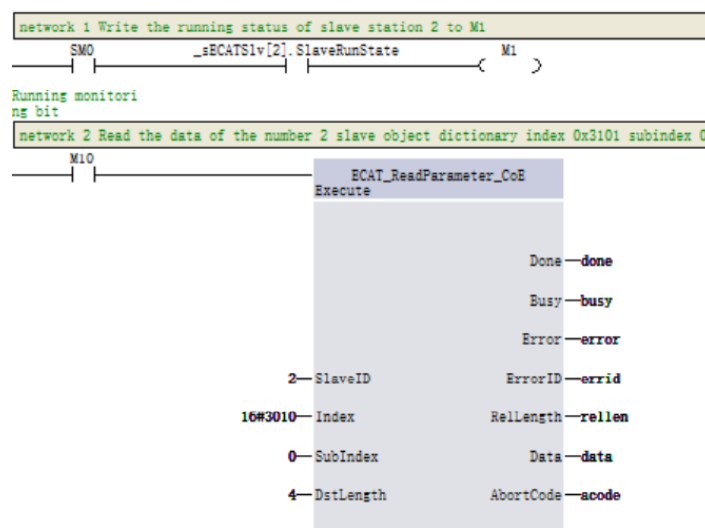 network 1 Write the running status of slave station 2 to M1
SM0 _sECATSlv[2].SlaveRunState M1
Running monitori
ng bit
network 2 Read the data of the number 2 slave object dictionary index 0x3101 subindex 0
M10
ECAT_ReadParameter_CoE
Execute
Done done
Busy busy
Error error
2 SlaveID ErrorID errid
16#3010 Index RelLength rellen
0 SubIndex Data data
4 DstLength AbortCode acode